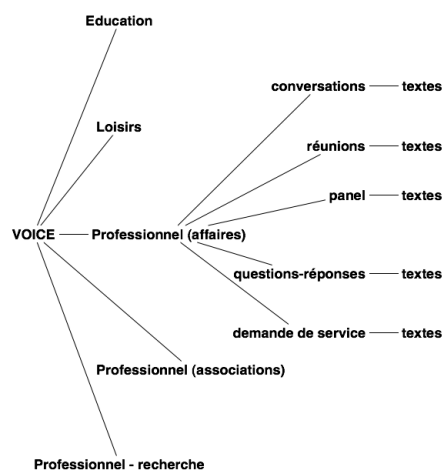 Education
conversations textes
Loisirs
réunions textes
panel textes
VOICE Professionnel (affaires)
questions-réponses textes
demande de service textes
Professionnel (associations)
Professionnel - recherche